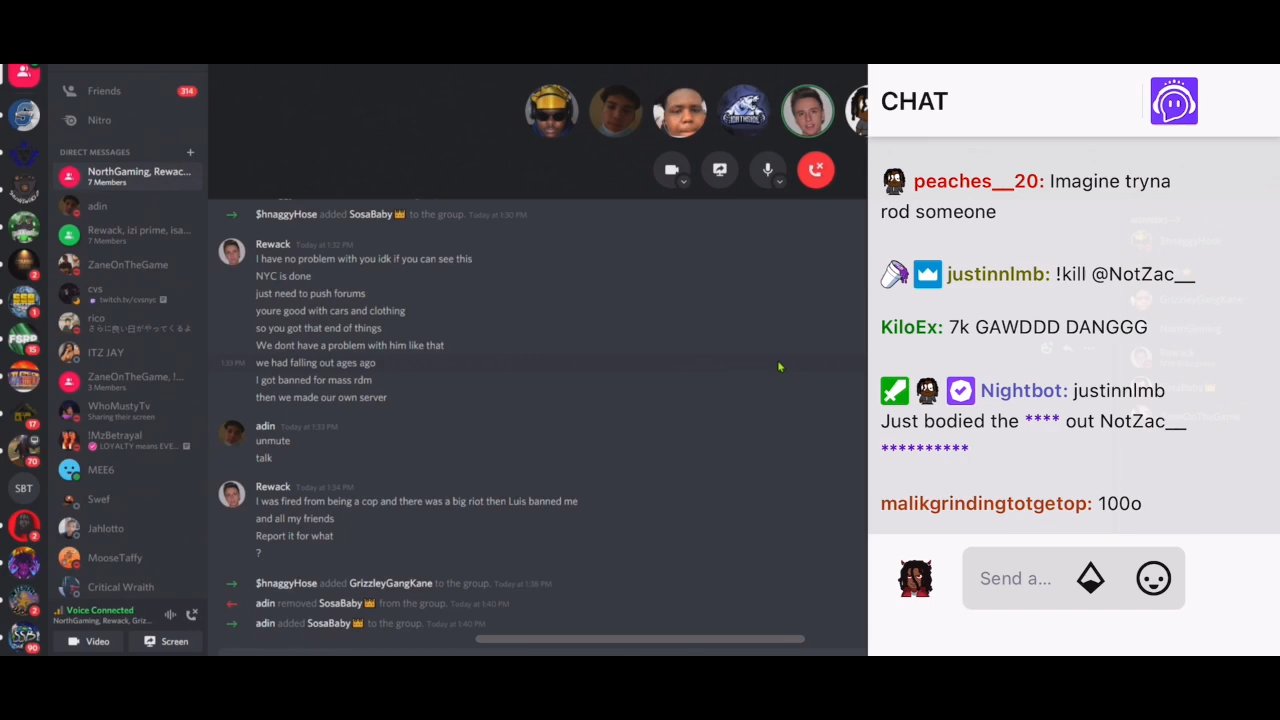 Friends
314
Nitro
DIRECT MESSAGES +
NorthGaming, Rewac...
7 Members
adin
Rewack, izi prime, isa...
7 Members
ZaneOnTheGame
cvs
twitch.tv/cvsnyc
rico
さらに良い日がやってくるよ
ITZ JAY
ZaneOnTheGame, !...
3 Members
WhoMustyTv
Sharing their screen
!MzBetrayal
LOYALTY means EVE...
MEE6
Swef
Jahlotto
MooseTaffy
Critical Wraith
Voice Connected
NorthGaming, Rewack, Griz...
Video
Screen
2
1
15
17
70
SBT
2
2
90
NORTHSIDE
$hnaggyHose added SosaBaby to the group. Today at 1:30 PM
Rewack Today at 1:32 PM
I have no problem with you idk if you can see this
NYC is done
just need to push forums
youre good with cars and clothing
so you got that end of things
We dont have a problem with him like that
1:33 PM we had falling out ages ago
I got banned for mass rdm
then we made our own server
adin Today at 1:33 PM
unmute
talk
Rewack Today at 1:34 PM
I was fired from being a cop and there was a big riot then Luis banned me
and all my friends
Report it for what
?
$hnaggyHose added GrizzleyGangKane to the group. Today at 1:38 PM
adin removed SosaBaby from the group. Today at 1:40 PM
adin added SosaBaby to the group. Today at 1:40 PM
CHAT
peaches__20: Imagine tryna
rod someone
justinnlmb: !kill @NotZac__
KiloEx: 7k GAWDDD DANGGG
Nightbot: justinnlmb
Just bodied the **** out NotZac__
**********
malikgrindingtotgetop: 100o
Send a...